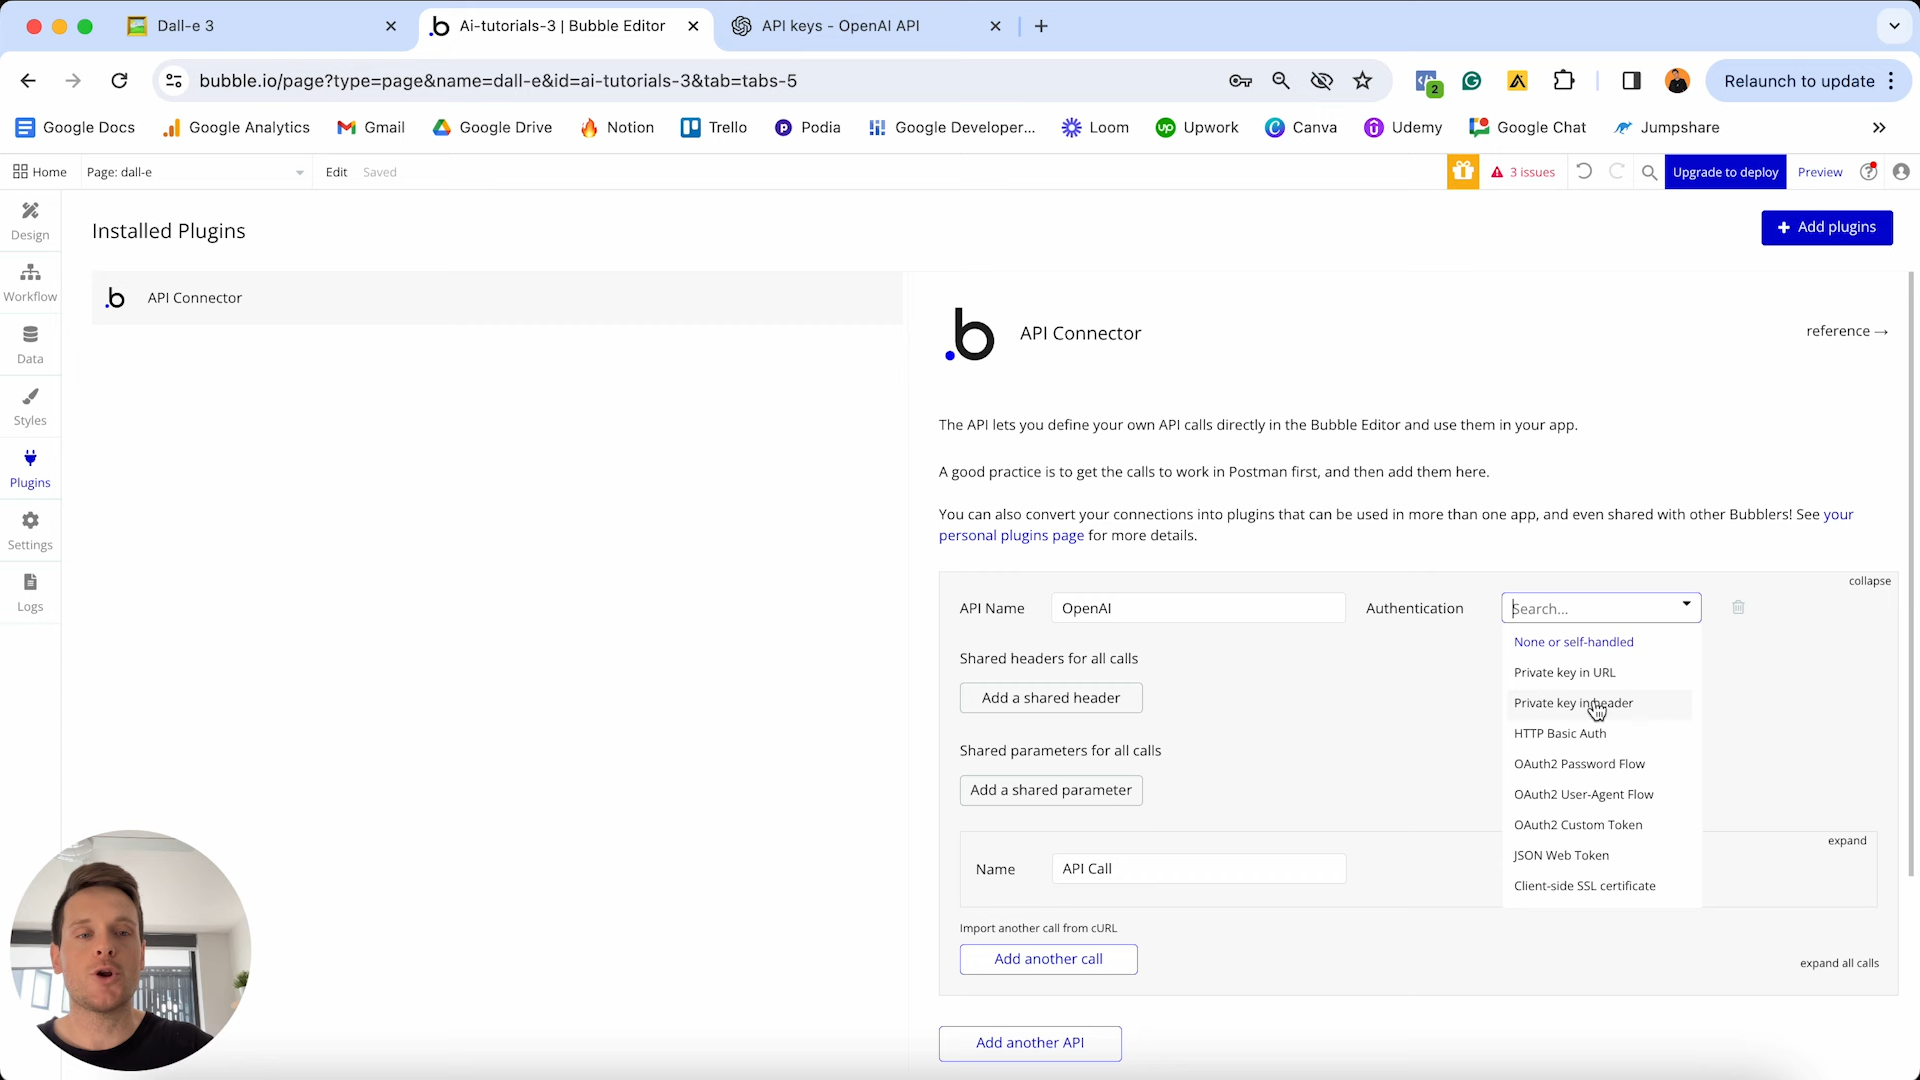 Dall-e 3
Ai-tutorials-3 | Bubble Editor
API keys - OpenAI API
bubble.io/page?type=page&name=dall-e&id=ai-tutorials-3&tab=tabs-5
2
Relaunch to update
Google Docs
Google Analytics
Gmail
Google Drive
Notion
Trello
Podia
Google Developer...
Loom
up Upwork
Canva
Udemy
Google Chat
Jumpshare
Home
Page: dall-e
Edit
Saved
3 issues
Upgrade to deploy
Preview
Design
Workflow
Data
Styles
Plugins
Settings
Logs
Installed Plugins
+ Add plugins
.b API Connector
.b API Connector
reference →
The API lets you define your own API calls directly in the Bubble Editor and use them in your app.
A good practice is to get the calls to work in Postman first, and then add them here.
You can also convert your connections into plugins that can be used in more than one app, and even shared with other Bubblers! See your
personal plugins page for more details.
collapse
API Name
OpenAI
Authentication
Search...
None or self-handled
Private key in URL
Private key in header
HTTP Basic Auth
OAuth2 Password Flow
OAuth2 User-Agent Flow
OAuth2 Custom Token
JSON Web Token
Client-side SSL certificate
Shared headers for all calls
Add a shared header
Shared parameters for all calls
Add a shared parameter
expand
Name
API Call
Import another call from cURL
Add another call
expand all calls
Add another API